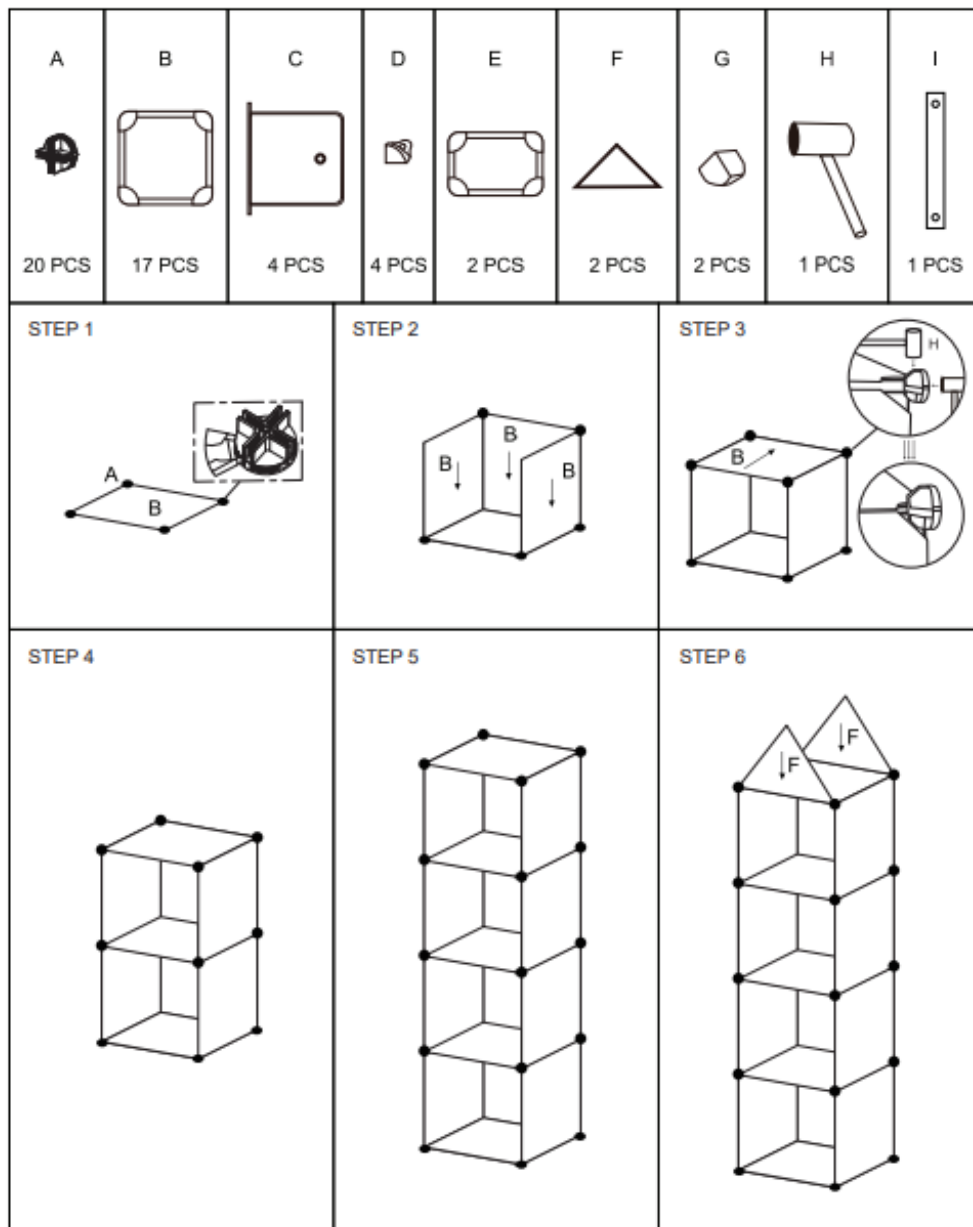 A B C D E F G H I
20 PCS 17 PCS 4 PCS 4 PCS 2 PCS 2 PCS 2 PCS 1 PCS 1 PCS
STEP 1
A
B
STEP 2
B
B
B
STEP 3
H
B
STEP 4
STEP 5
STEP 6
F
F